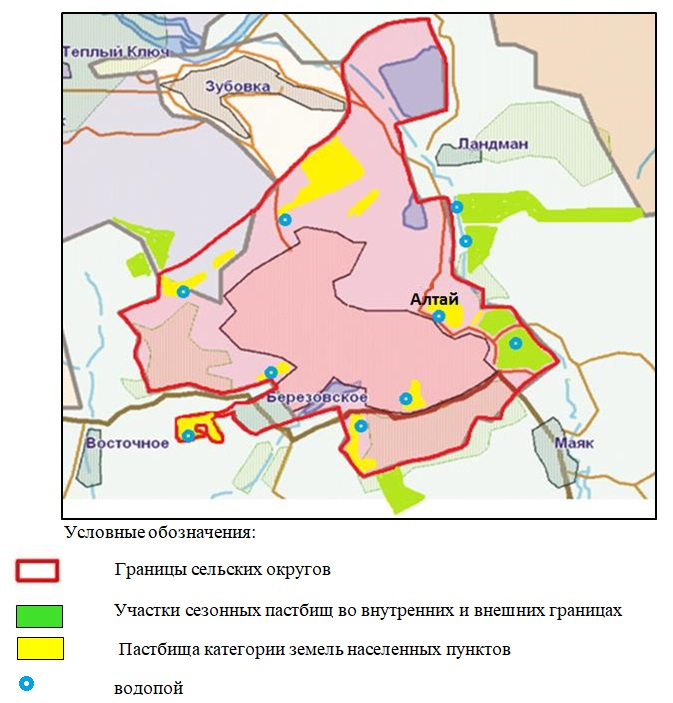 Теплый Ключ
Зубовка
Ландман
Алтай
Березовское
Восточное
Маяк
Условные обозначения:
Границы сельских округов
Участки сезонных пастбищ во внутренних и внешних границах
Пастбища категории земель населенных пунктов
водопой